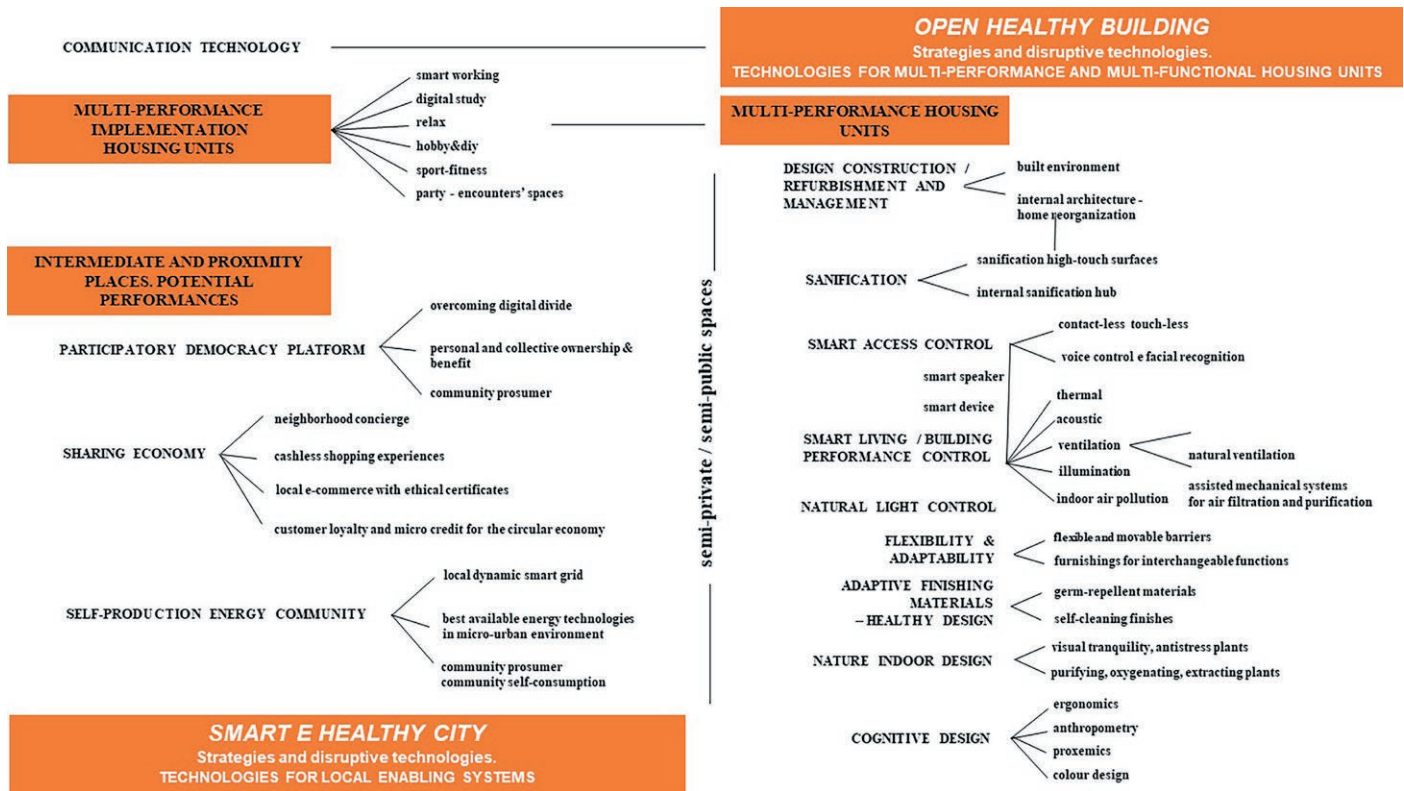 COMMUNICATION TECHNOLOGY
MULTI-PERFORMANCE
IMPLEMENTATION
HOUSING UNITS
smart working
digital study
relax
hobby&diy
sport-fitness
party - encounters' spaces
INTERMEDIATE AND PROXIMITY
PLACES. POTENTIAL
PERFORMANCES
PARTICIPATORY DEMOCRACY PLATFORM
overcoming digital divide
personal and collective ownership &
benefit
community prosumer
SHARING ECONOMY
neighborhood concierge
cashless shopping experiences
local e-commerce with ethical certificates
customer loyalty and micro credit for the circular economy
SELF-PRODUCTION ENERGY COMMUNITY
local dynamic smart grid
best available energy technologies
in micro-urban environment
community prosumer
community self-consumption
SMART E HEALTHY CITY
Strategies and disruptive technologies.
TECHNOLOGIES FOR LOCAL ENABLING SYSTEMS
semi-private / semi-public spaces
OPEN HEALTHY BUILDING
Strategies and disruptive technologies.
TECHNOLOGIES FOR MULTI-PERFORMANCE AND MULTI-FUNCTIONAL HOUSING UNITS
MULTI-PERFORMANCE HOUSING
UNITS
DESIGN CONSTRUCTION /
REFURBISHMENT AND
MANAGEMENT
built environment
internal architecture -
home reorganization
SANIFICATION
sanification high-touch surfaces
internal sanification hub
SMART ACCESS CONTROL
contact-less touch-less
voice control e facial recognition
smart speaker
smart device
SMART LIVING / BUILDING
PERFORMANCE CONTROL
thermal
acoustic
ventilation
illumination
indoor air pollution
natural ventilation
assisted mechanical systems
for air filtration and purification
NATURAL LIGHT CONTROL
FLEXIBILITY &
ADAPTABILITY
flexible and movable barriers
furnishings for interchangeable functions
ADAPTIVE FINISHING
MATERIALS
– HEALTHY DESIGN
germ-repellent materials
self-cleaning finishes
NATURE INDOOR DESIGN
visual tranquility, antistress plants
purifying, oxygenating, extracting plants
COGNITIVE DESIGN
ergonomics
anthropometry
proxemics
colour design